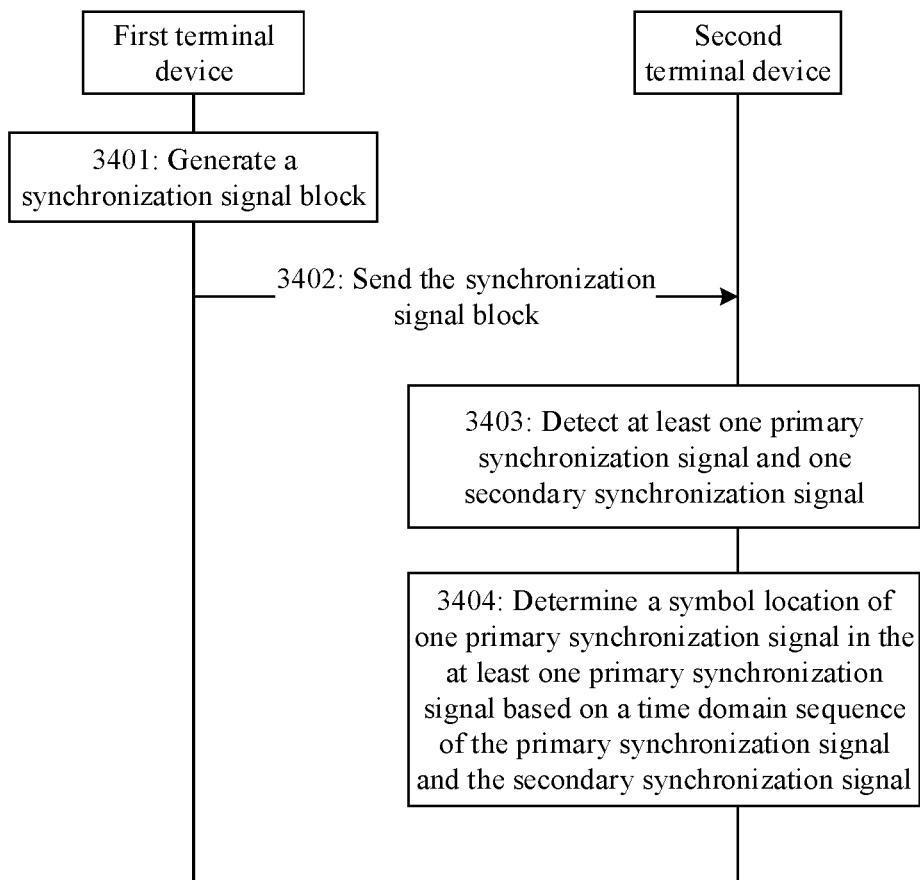 First terminal
device
Second
terminal device
3401: Generate a
synchronization signal block
3402: Send the synchronization
signal block
3403: Detect at least one primary
synchronization signal and one
secondary synchronization signal
3404: Determine a symbol location of
one primary synchronization signal in the
at least one primary synchronization
signal based on a time domain sequence
of the primary synchronization signal
and the secondary synchronization signal